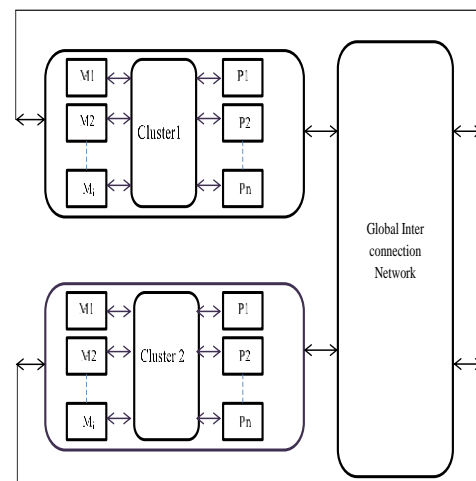 M1
P1
M2
Cluster1
P2
Mi
Pn
Global Inter
connection
Network
M1
P1
M2
Cluster 2
P2
Mi
Pn